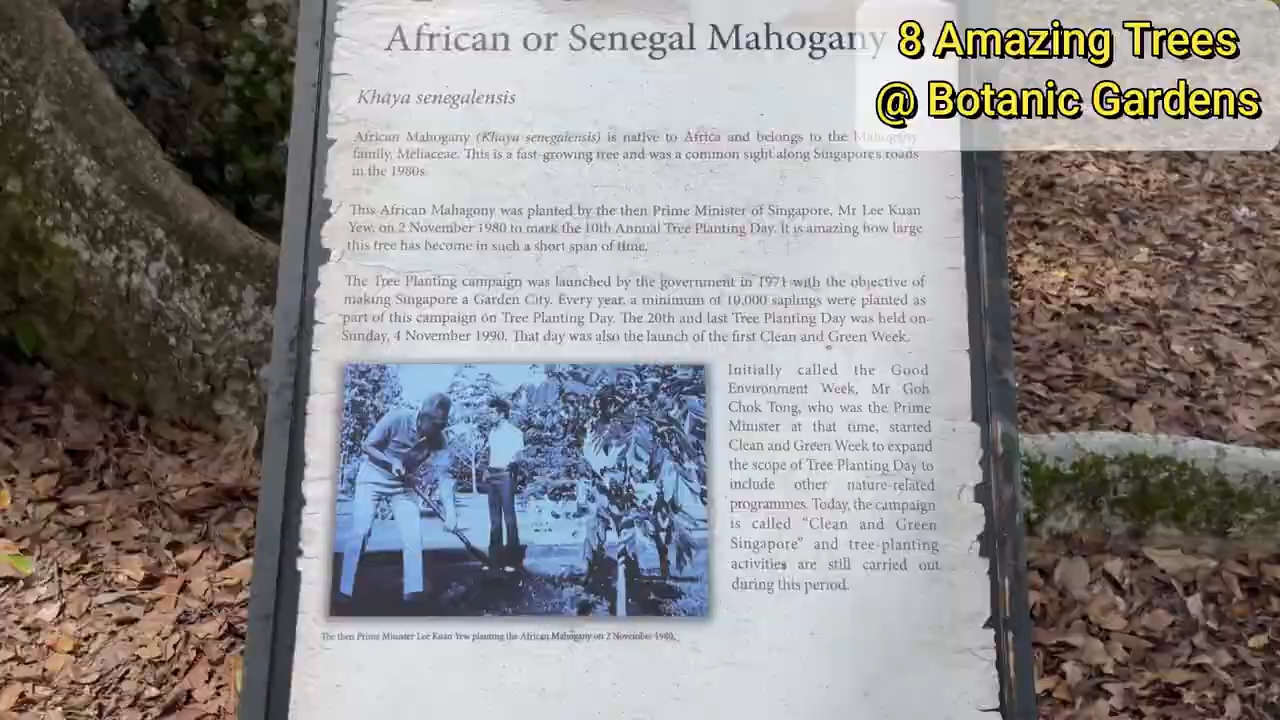 African or Senegal Mahogany
8 Amazing Trees
@ Botanic Gardens
Khaya senegalensis
African Mahogany (Khaya senegalensis) is native to Africa and belongs to the Mahogany
family, Meliaceae. This is a fast-growing tree and was a common sight along Singapore's roads
in the 1980s.
This African Mahagony was planted by the then Prime Minister of Singapore, Mr Lee Kuan
Yew, on 2 November 1980 to mark the 10th Annual Tree Planting Day. It is amazing how large
this tree has become in such a short span of time.
The Tree Planting campaign was launched by the government in 1971 with the objective of
making Singapore a Garden City. Every year, a minimum of 10,000 saplings were planted as
part of this campaign on Tree Planting Day. The 20th and last Tree Planting Day was held on
Sunday, 4 November 1990. That day was also the launch of the first Clean and Green Week.
Initially called the Good
Environment Week, Mr Goh
Chok Tong, who was the Prime
Minister at that time, started
Clean and Green Week to expand
the scope of Tree Planting Day to
include other nature-related
programmes. Today, the campaign
is called "Clean and Green
Singapore" and tree-planting
activities are still carried out
during this period.
The then Prime Minister Lee Kuan Yew planting the African Mahogany on 2 November 1980.